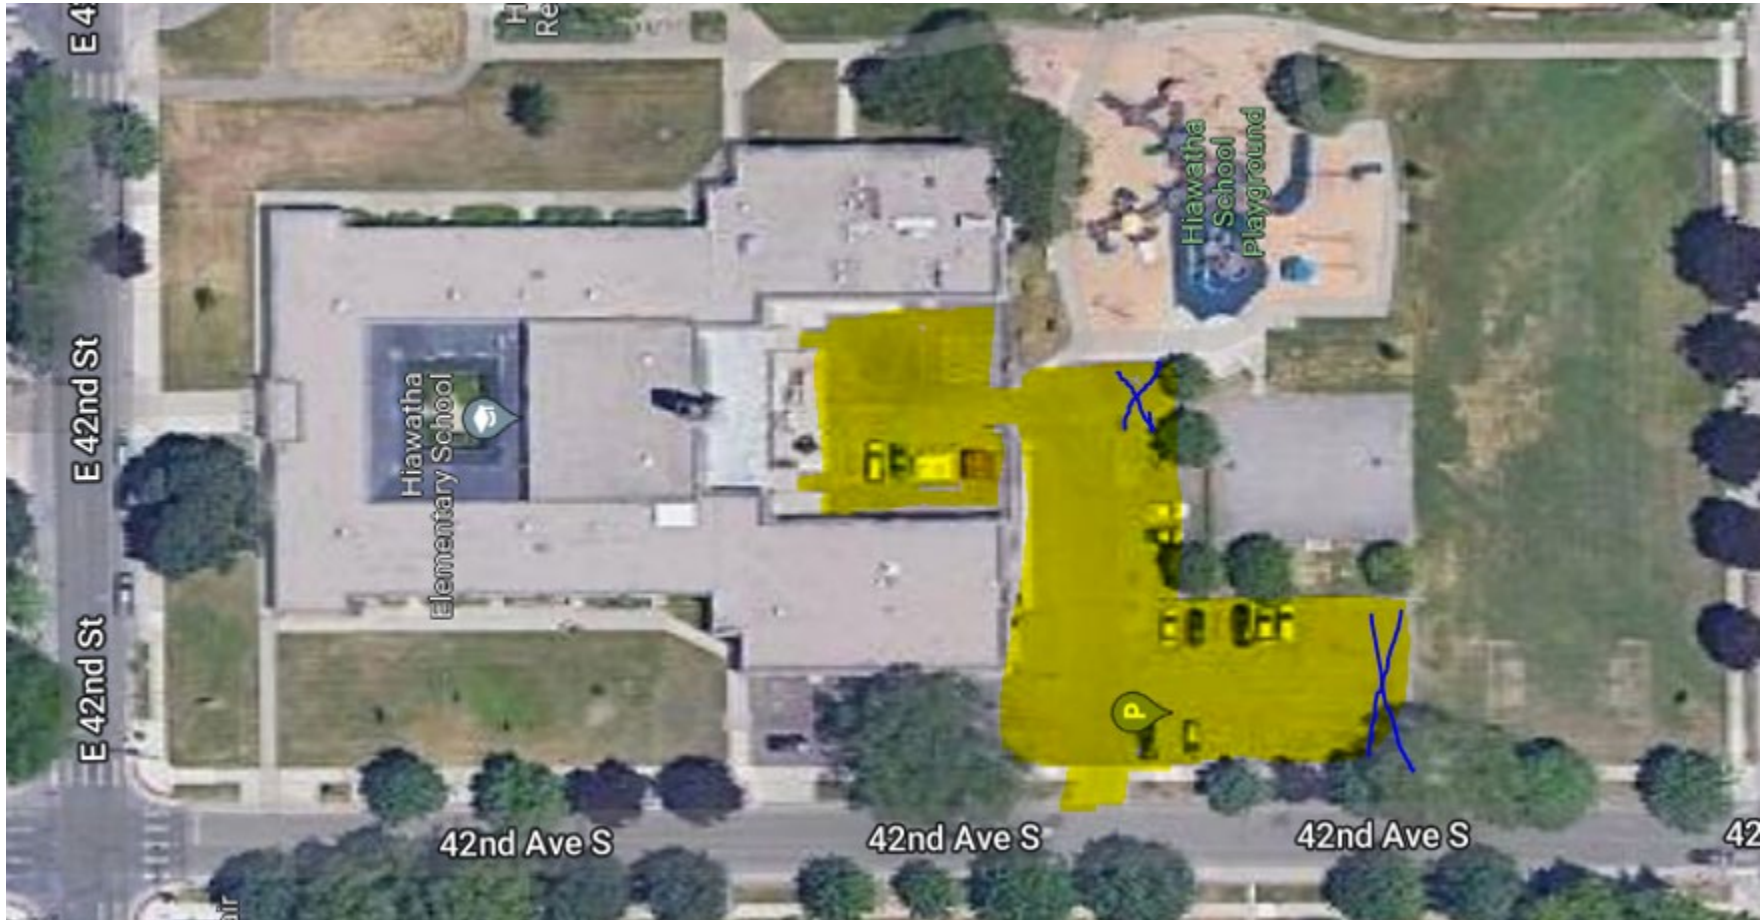 E 42nd St
E 42nd St
Hiawatha
Elementary School
Hiawatha
School
Playground
P
42nd Ave S
42nd Ave S
42nd Ave S